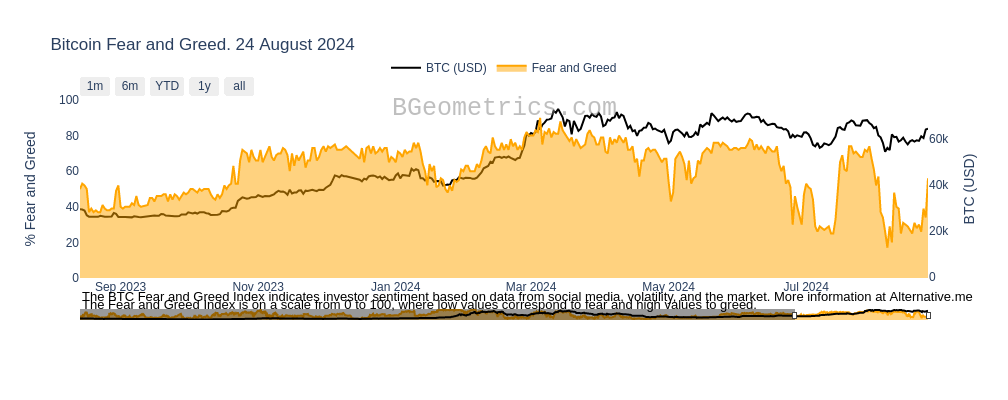 Bitcoin Fear and Greed. 24 August 2024
BTC (USD) Fear and Greed
1m 6m YTD 1y all
BGeometrics.com
100
80
60
40
20
0
% Fear and Greed
60k
40k
20k
0
BTC (USD)
Sep 2023 Nov 2023 Jan 2024 Mar 2024 May 2024 Jul 2024
The BTC Fear and Greed Index indicates investor sentiment based on data from social media, volatility, and the market. More information at Alternative.me
The Fear and Greed Index is on a scale from 0 to 100, where low values correspond to fear and high values to greed.